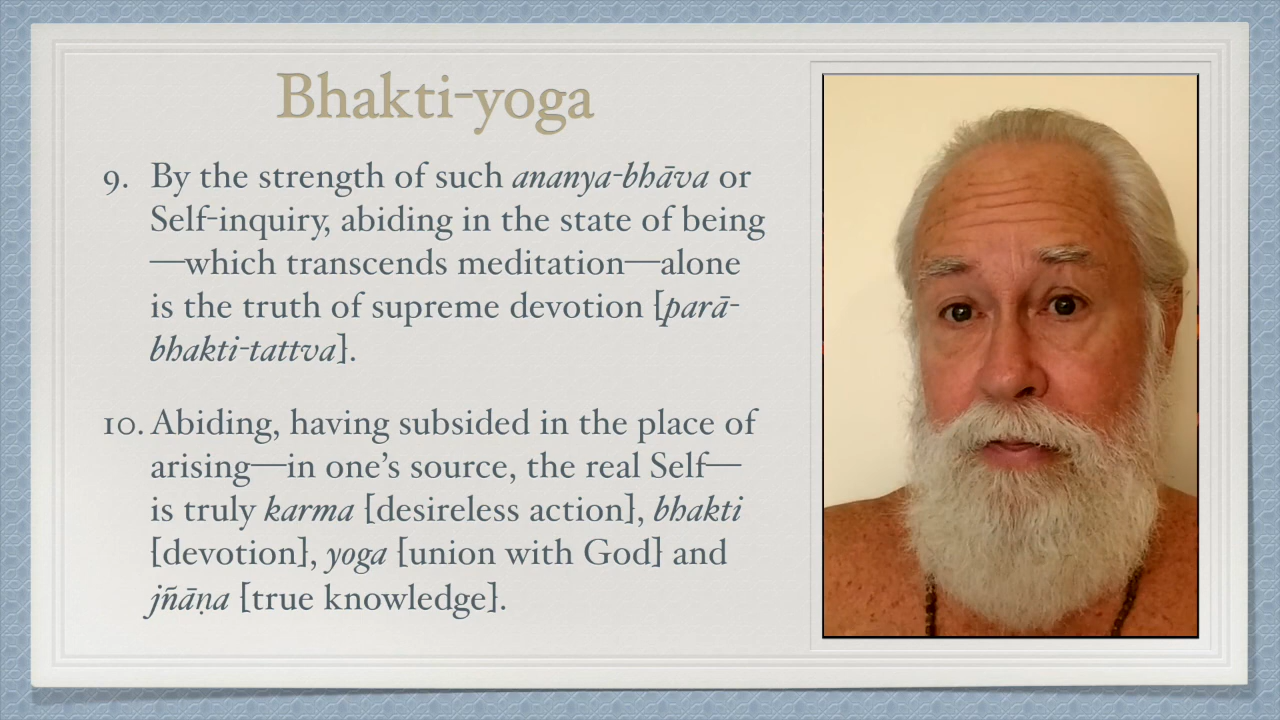 Bhakti-yoga
9. By the strength of such ananya-bhāva or
Self-inquiry, abiding in the state of being
—which transcends meditation—alone
is the truth of supreme devotion [parā-
bhakti-tattva].
10. Abiding, having subsided in the place of
arising—in one’s source, the real Self—
is truly karma [desireless action], bhakti
[devotion], yoga [union with God] and
jñāṇa [true knowledge].